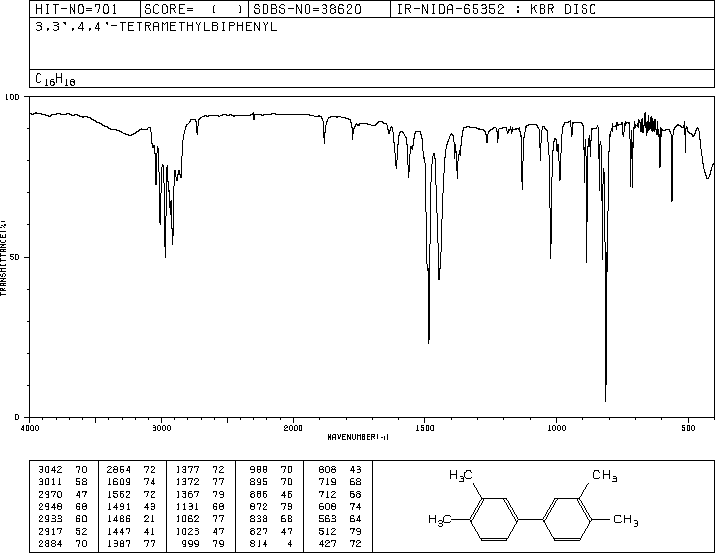 HIT-NO=701 SCORE= ( ) SDBS-NO=38620 IR-NIDA-65352 : KBR DISC
3,3',4,4'-TETRAMETHYLBIPHENYL
C16H18
100
50
0
TRANSMITTANCE(%)
4000 3000 2000 1500 1000 500
WAVENUMBER(-1)
3042 70 2864 72 1377 72 988 70 808 43
3011 58 1609 74 1372 77 895 70 719 68
2970 47 1562 72 1367 79 886 46 712 68
2948 60 1491 49 1131 68 872 79 608 74
2933 60 1486 21 1062 77 838 68 563 64
2917 52 1447 41 1023 47 827 47 512 79
2884 70 1387 77 999 79 814 4 427 72
H3C CH3
H3C CH3